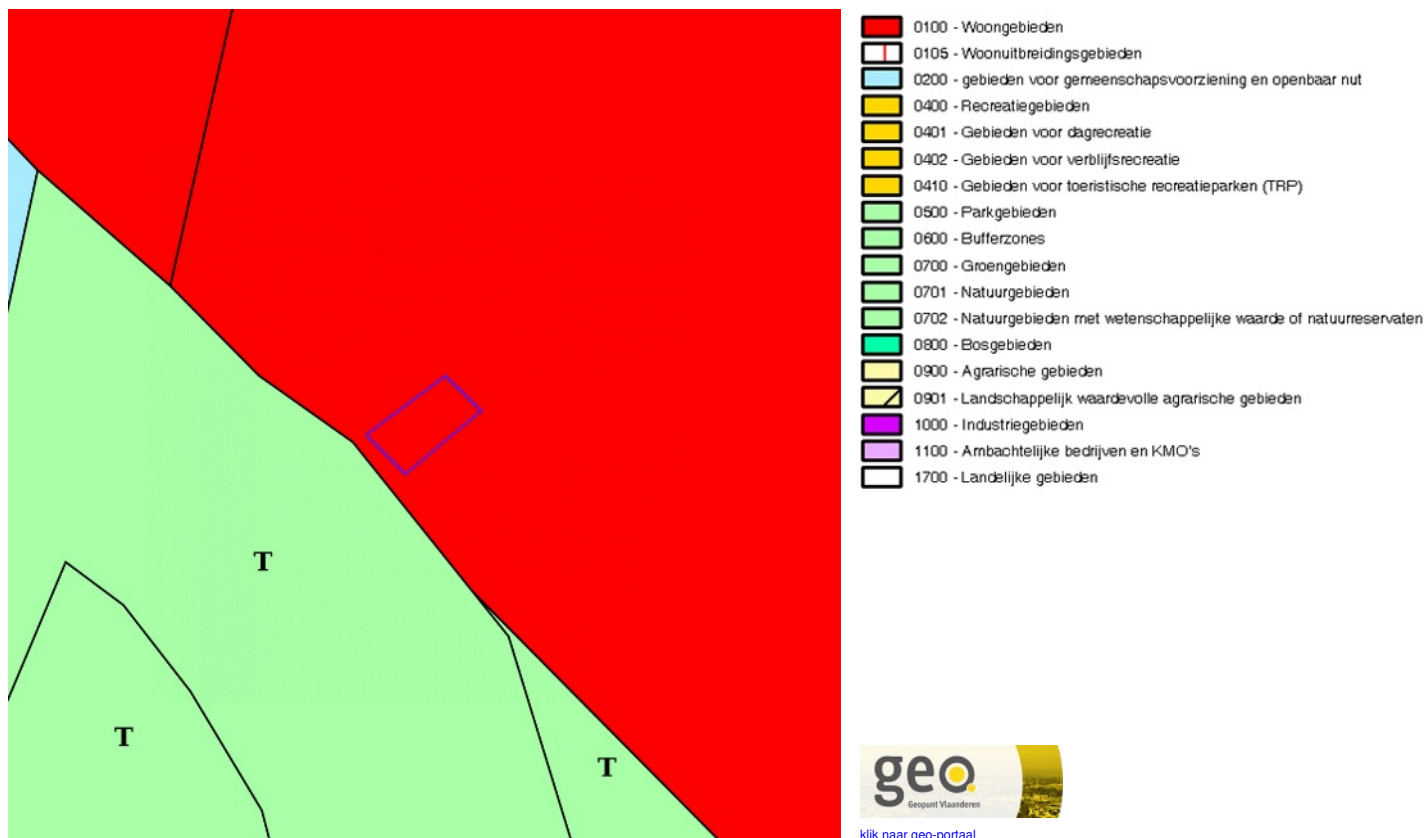 0100 - Woongebieden
0105 - Woonuitbreidingsgebieden
0200 - gebieden voor gemeenschapsvoorziening en openbaar nut
0400 - Recreatiegebieden
0401 - Gebieden voor dagrecreatie
0402 - Gebieden voor verblijfsrecreatie
0410 - Gebieden voor toeristische recreatieparken (TRP)
0500 - Parkgebieden
0600 - Bufferzones
0700 - Groengebieden
0701 - Natuurgebieden
0702 - Natuurgebieden met wetenschappelijke waarde of natuurreservaten
0800 - Bosgebieden
0900 - Agrarische gebieden
0901 - Landschappelijk waardevolle agrarische gebieden
1000 - Industriegebieden
1100 - Ambachtelijke bedrijven en KMO's
1700 - Landelijke gebieden
T
T
T
geo
Geopunt Vlaanderen
klik naar geo-portaal